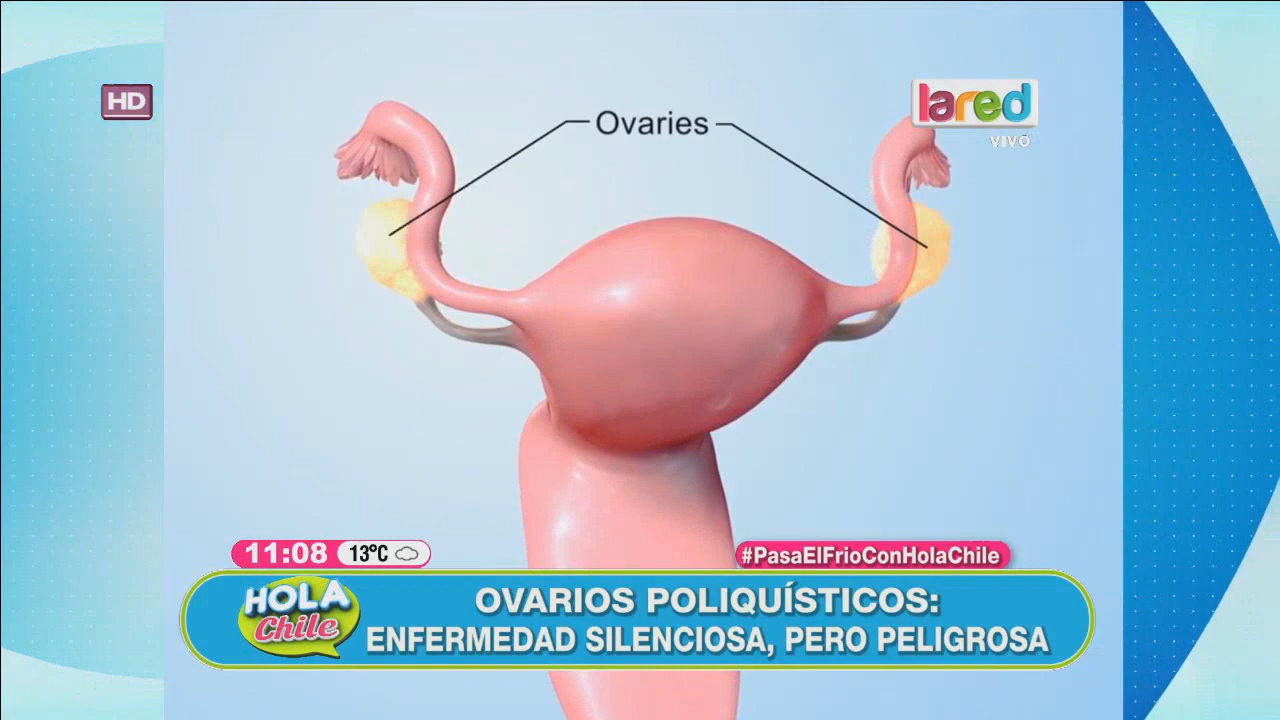 HD
lared
VIVO
Ovaries
11:08 13°C
#PasaElFrioConHolaChile
HOLA
Chile
OVARIOS POLIQUÍSTICOS:
ENFERMEDAD SILENCIOSA, PERO PELIGROSA